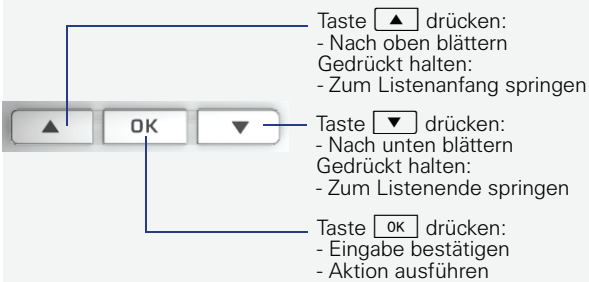 Taste ▲ drücken:
- Nach oben blättern
Gedrückt halten:
- Zum Listenanfang springen
▲ OK ▼
Taste ▼ drücken:
- Nach unten blättern
Gedrückt halten:
- Zum Listenende springen
Taste OK drücken:
- Eingabe bestätigen
- Aktion ausführen